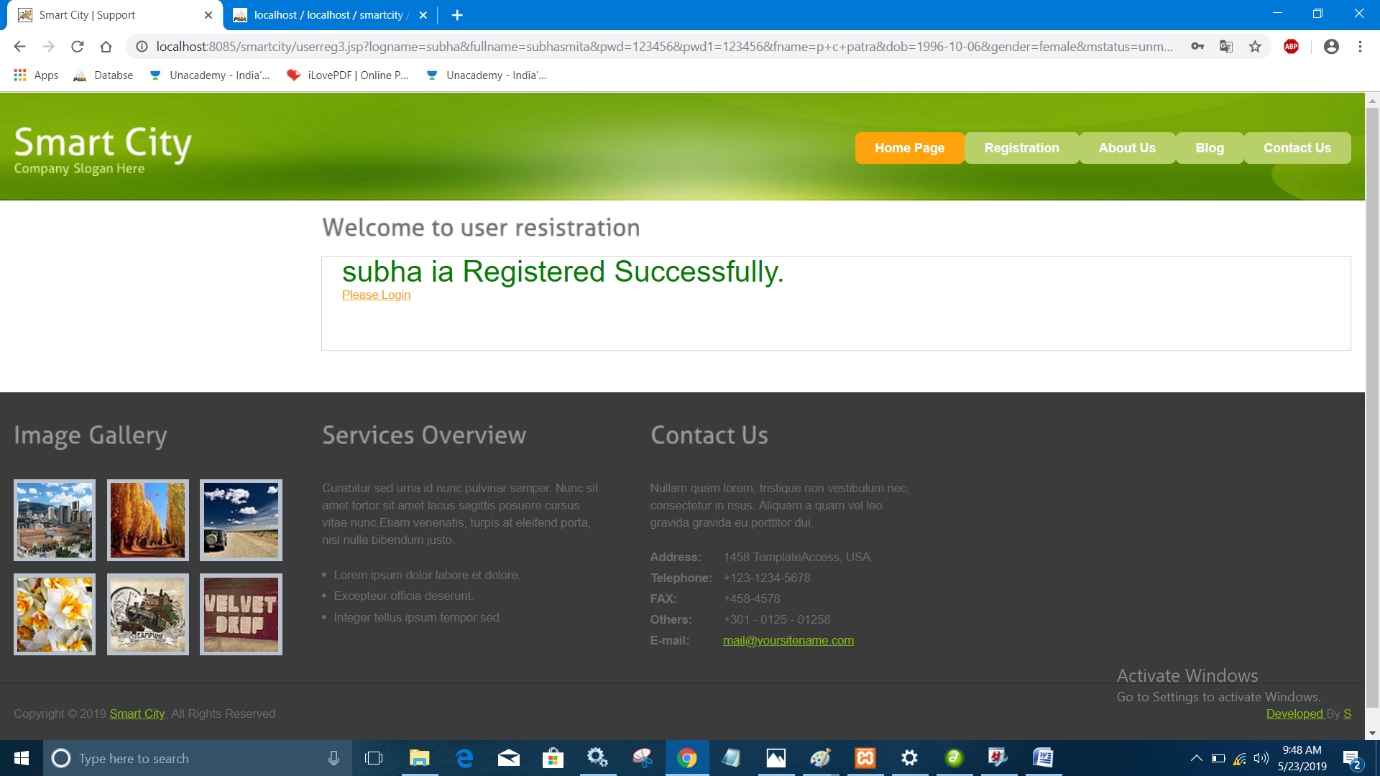 Smart City | Support
localhost / localhost / smartcity /
localhost:8085/smartcity/userreg3.jsp?logname=subha&fullname=subhasmita&pwd=123456&pwd1=123456&fname=p+c+patra&dob=1996-10-06&gender=female&mstatus=unm...
ABP
Apps
Databse
Unacademy - India'...
iLovePDF | Online P...
Unacademy - India'...
Smart City
Company Slogan Here
Home Page
Registration
About Us
Blog
Contact Us
Welcome to user resistration
subha ia Registered Successfully.
Please Login
Image Gallery
VELVET
DROP
Services Overview
Curabitur sed urna id nunc pulvinar semper. Nunc sit
amet tortor sit amet lacus sagittis posuere cursus
vitae nunc.Etiam venenatis, turpis at eleifend porta,
nisl nulla bibendum justo.
Lorem ipsum dolor labore et dolore.
Excepteur officia deserunt.
Integer tellus ipsum tempor sed.
Contact Us
Nullam quam lorem, tristique non vestibulum nec,
consectetur in risus. Aliquam a quam vel leo
gravida gravida eu porttitor dui.
Address: 1458 TemplateAccess, USA
Telephone: +123-1234-5678
FAX: +458-4578
Others: +301 - 0125 - 01258
E-mail: mail@yoursitename.com
Activate Windows
Go to Settings to activate Windows.
Copyright © 2019 Smart City. All Rights Reserved
Developed By S
Type here to search
9:48 AM
5/23/2019
2